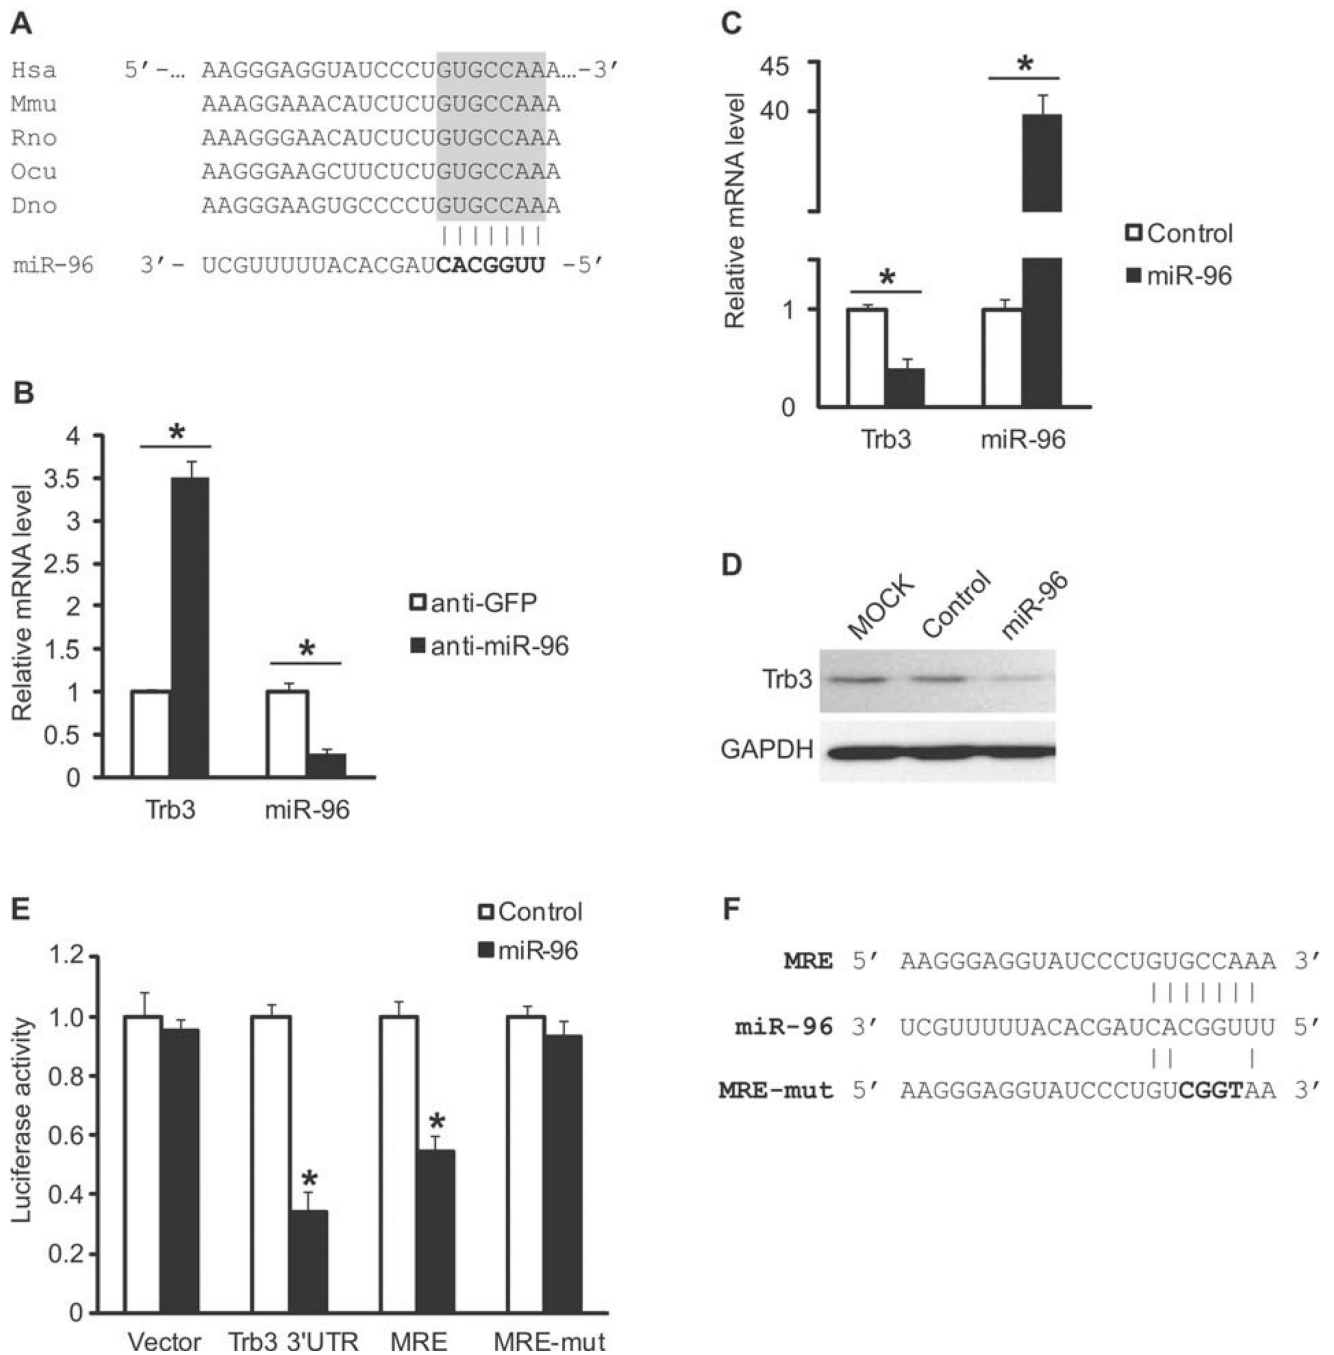 A
Hsa 5′-… AAGGGAGGUAUCCCUGUGCCAAA…-3′
Mmu AAAGGAAACAUCUCUGUGCCAAA
Rno AAAGGGAACAUCUCUGUGCCAAA
Ocu AAGGGAAGCUUCUCUGUGCCAAA
Dno AAGGGAAGUGCCCCUGUGCCAAA
| | | | | | |
miR-96 3′- UCGUUUUUACACGAUCACGGUU -5′
B
Relative mRNA level
4
3.5
3
2.5
2
1.5
1
0.5
0
*
*
anti-GFP
anti-miR-96
Trb3 miR-96
C
Relative mRNA level
45
40
1
0
*
*
Control
miR-96
Trb3 miR-96
D
MOCK Control miR-96
Trb3
GAPDH
E
Control
miR-96
Luciferase activity
1.2
1.0
0.8
0.6
0.4
0.2
0
*
*
Vector Trb3 3'UTR MRE MRE-mut
F
MRE 5′ AAGGGAGGUAUCCCUGUGCCAAA 3′
| | | | | | |
miR-96 3′ UCGUUUUUACACGAUCACGGUUU 5′
| | |
MRE-mut 5′ AAGGGAGGUAUCCCUGUCGGTAA 3′